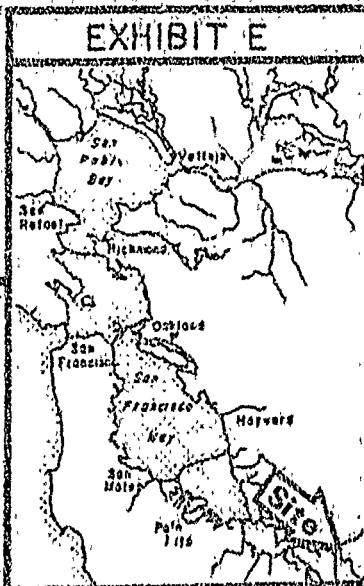 EXHIBIT E
San
Pablo
Bay
Vallejo
San
Rafael
Richmond
Oakland
San
Francisco
San
Francisco
Bay
Hayward
San
Mateo
Palo
Alto
SITE